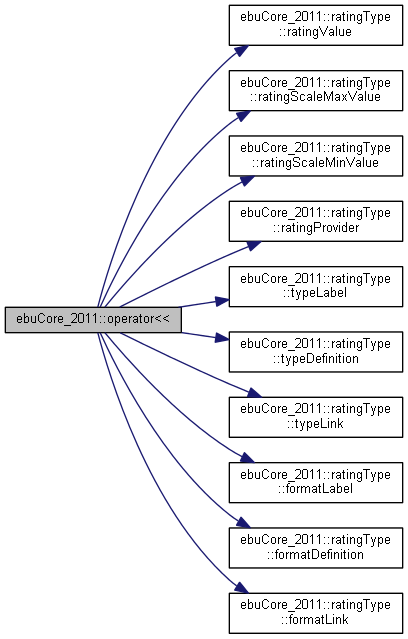 ebuCore_2011::ratingType
::ratingValue
ebuCore_2011::ratingType
::ratingScaleMaxValue
ebuCore_2011::ratingType
::ratingScaleMinValue
ebuCore_2011::ratingType
::ratingProvider
ebuCore_2011::ratingType
::typeLabel
ebuCore_2011::operator<<
ebuCore_2011::ratingType
::typeDefinition
ebuCore_2011::ratingType
::typeLink
ebuCore_2011::ratingType
::formatLabel
ebuCore_2011::ratingType
::formatDefinition
ebuCore_2011::ratingType
::formatLink